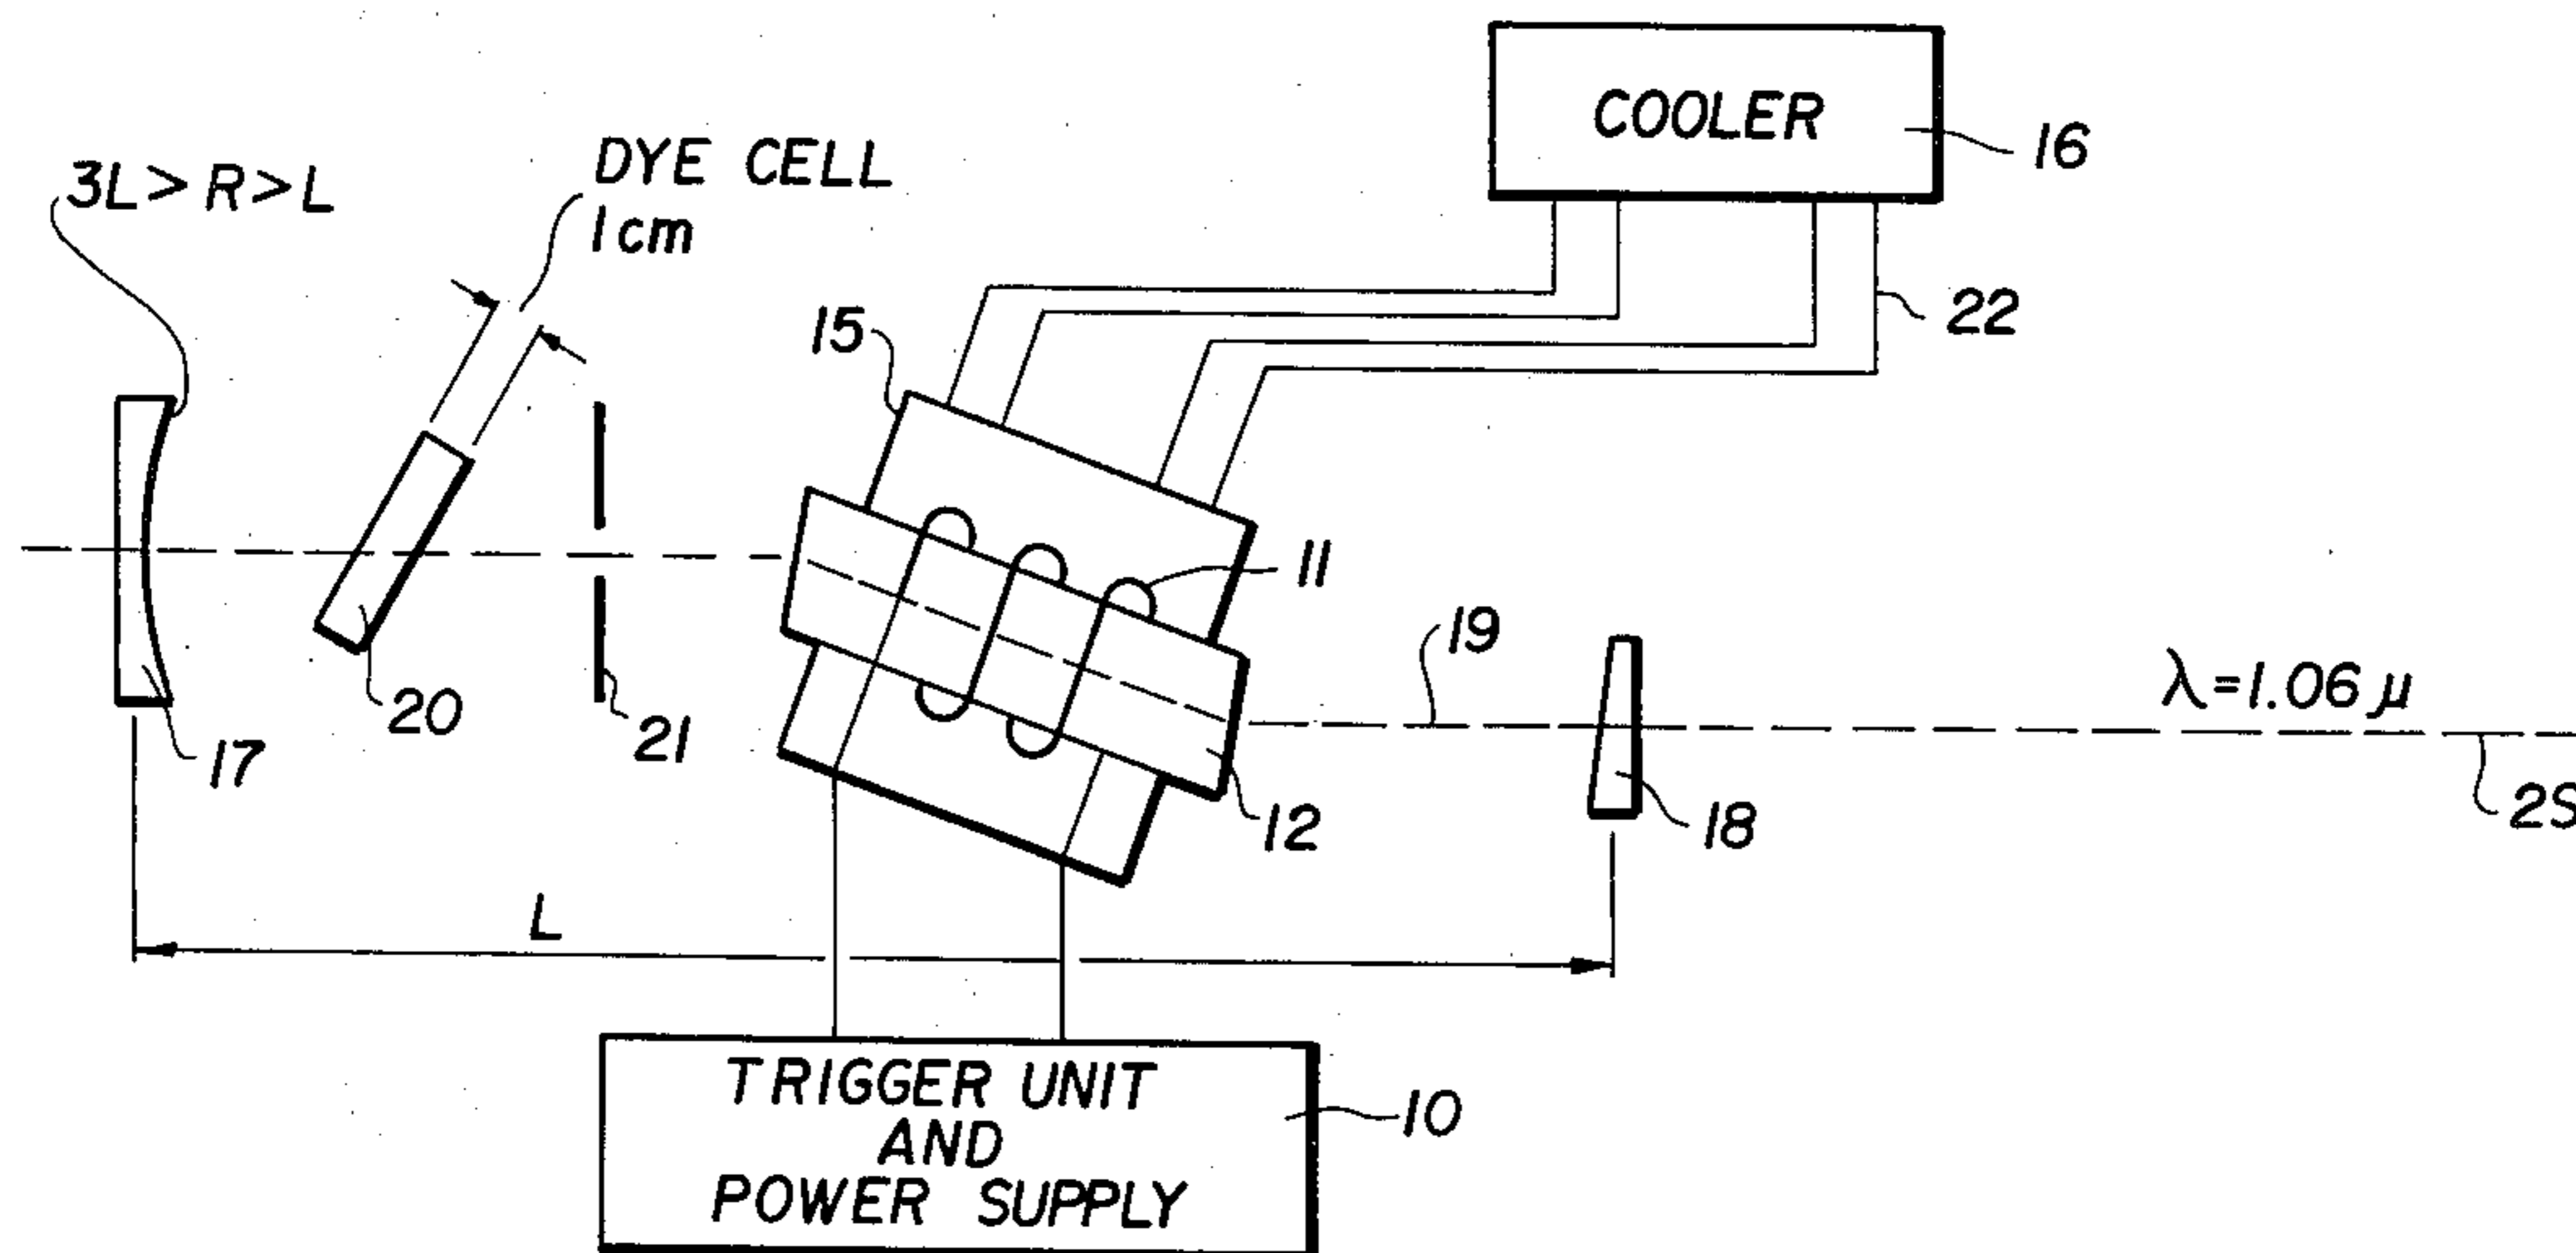 COOLER
16
DYE CELL
1cm
3L>R>L
22
15
11
19
λ=1.06μ
20
21
17
12
18
L
10
TRIGGER UNIT
AND
POWER SUPPLY